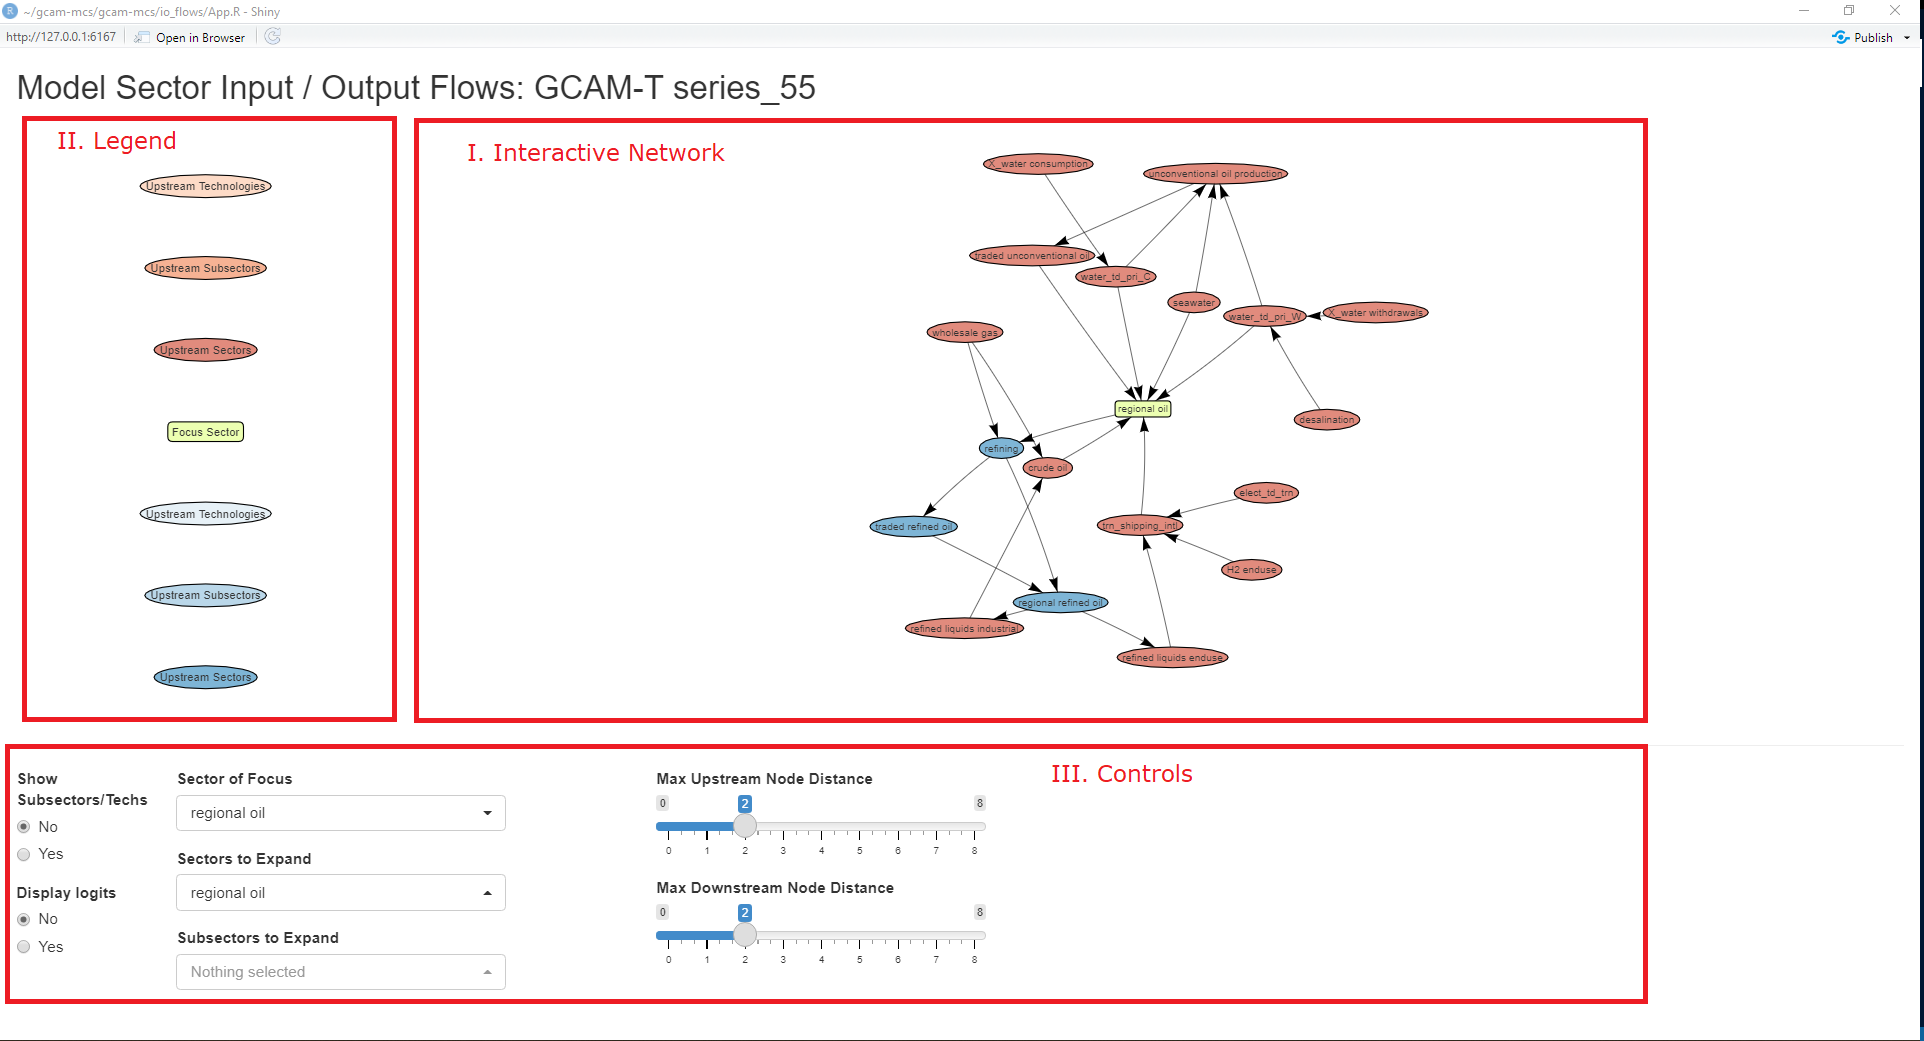 R ~/gcam-mcs/gcam-mcs/io_flows/App.R - Shiny
http://127.0.0.1:6167 Open in Browser Publish
Model Sector Input / Output Flows: GCAM-T series_55
II. Legend
Upstream Technologies
Upstream Subsectors
Upstream Sectors
Focus Sector
Upstream Technologies
Upstream Subsectors
Upstream Sectors
I. Interactive Network
X_water consumption
unconventional oil production
traded unconventional oil
water_td_pri_C
seawater
water_td_pri_W
X_water withdrawals
wholesale gas
regional oil
desalination
refining
crude oil
elect_td_trn
traded refined oil
trn_shipping_intl
H2 enduse
regional refined oil
refined liquids industrial
refined liquids enduse
III. Controls
Show
Subsectors/Techs
No
Yes
Display logits
No
Yes
Sector of Focus
regional oil
Sectors to Expand
regional oil
Subsectors to Expand
Nothing selected
Max Upstream Node Distance
0 2 8
0 1 2 3 4 5 6 7 8
Max Downstream Node Distance
0 2 8
0 1 2 3 4 5 6 7 8